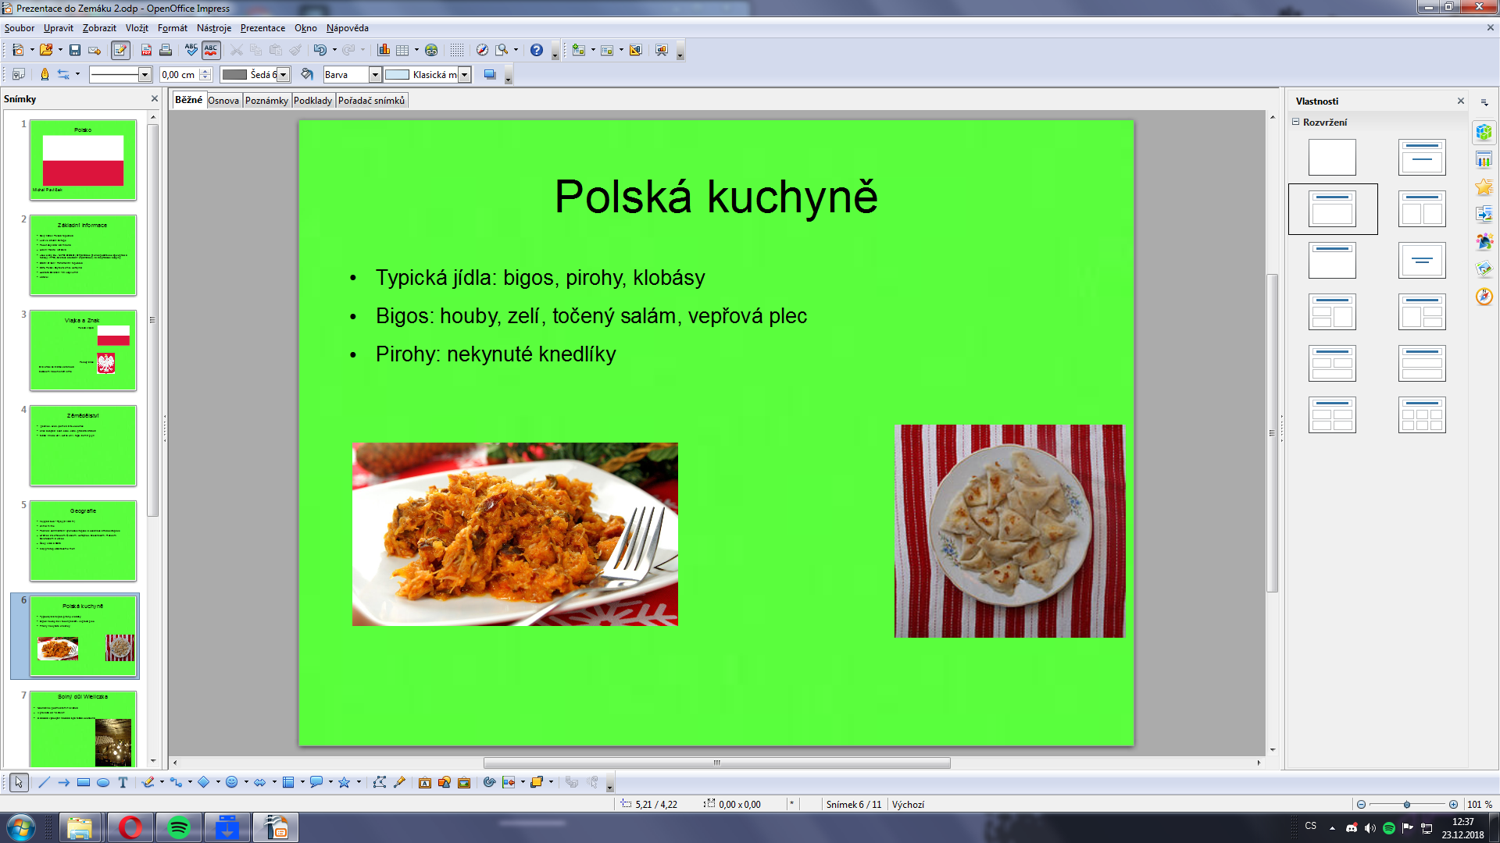 Prezentace do Zemáku 2.odp - OpenOffice Impress
Soubor Upravit Zobrazit Vložit Formát Nástroje Prezentace Okno Nápověda
0,00 cm Šedá 6 Barva Klasická m
Snímky
Běžné Osnova Poznámky Podklady Pořadač snímků
Vlastnosti
Rozvržení
1
Polsko
2
Základní informace
3
Vlajka a Znak
4
Zěmědělství
5
Geografie
6
Polská kuchyně
7
Solný důl Wieliczka
Polská kuchyně
• Typická jídla: bigos, pirohy, klobásy
• Bigos: houby, zelí, točený salám, vepřová plec
• Pirohy: nekynuté knedlíky
5,21 / 4,22 0,00 x 0,00 * Snímek 6 / 11 Výchozí 101 %
CS 12:37
23.12.2018